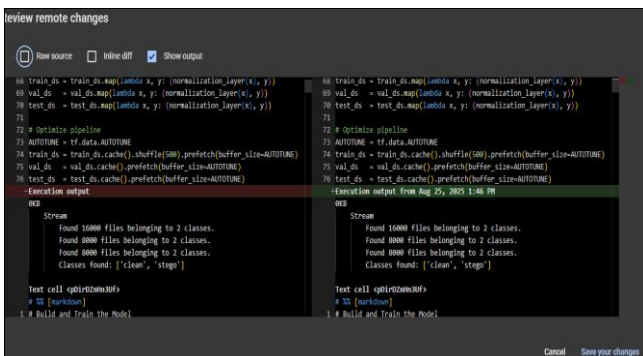 Review remote changes
Raw source Inline diff Show output
68 train_ds = train_ds.map(lambda x, y: (normalization_layer(x), y))
69 val_ds = val_ds.map(lambda x, y: (normalization_layer(x), y))
70 test_ds = test_ds.map(lambda x, y: (normalization_layer(x), y))
71
72 # Optimize pipeline
73 AUTOTUNE = tf.data.AUTOTUNE
74 train_ds = train_ds.cache().shuffle(500).prefetch(buffer_size=AUTOTUNE)
75 val_ds = val_ds.cache().prefetch(buffer_size=AUTOTUNE)
76 test_ds = test_ds.cache().prefetch(buffer_size=AUTOTUNE)
-Execution output
0KB
Stream
Found 16000 files belonging to 2 classes.
Found 8000 files belonging to 2 classes.
Found 8000 files belonging to 2 classes.
Classes found: ['clean', 'stego']
Text cell <pDirDZmHn3Uf>
# %% [markdown]
1 # Build and Train the Model
68 train_ds = train_ds.map(lambda x, y: (normalization_layer(x), y))
69 val_ds = val_ds.map(lambda x, y: (normalization_layer(x), y))
70 test_ds = test_ds.map(lambda x, y: (normalization_layer(x), y))
71
72 # Optimize pipeline
73 AUTOTUNE = tf.data.AUTOTUNE
74 train_ds = train_ds.cache().shuffle(500).prefetch(buffer_size=AUTOTUNE)
75 val_ds = val_ds.cache().prefetch(buffer_size=AUTOTUNE)
76 test_ds = test_ds.cache().prefetch(buffer_size=AUTOTUNE)
+Execution output from Aug 25, 2025 1:46 PM
0KB
Stream
Found 16000 files belonging to 2 classes.
Found 8000 files belonging to 2 classes.
Found 8000 files belonging to 2 classes.
Classes found: ['clean', 'stego']
Text cell <pDirDZmHn3Uf>
# %% [markdown]
1 # Build and Train the Model
Cancel Save your changes